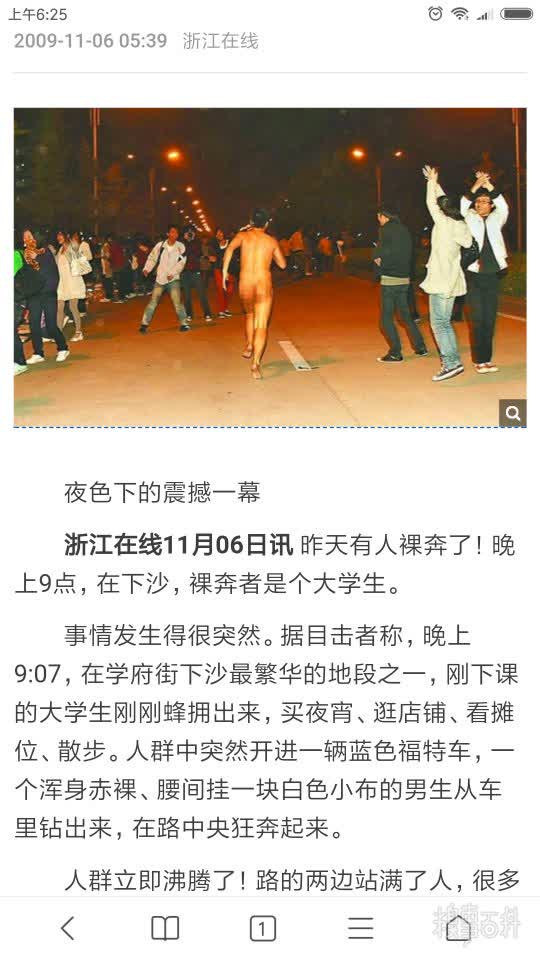 上午6:25
2009-11-06 05:39 浙江在线
夜色下的震撼一幕
浙江在线11月06日讯 昨天有人裸奔了！晚
上9点，在下沙，裸奔者是个大学生。
事情发生得很突然。据目击者称，晚上
9:07，在学府街下沙最繁华的地段之一，刚下课
的大学生刚刚蜂拥出来，买夜宵、逛店铺、看摊
位、散步。人群中突然开进一辆蓝色福特车，一
个浑身赤裸、腰间挂一块白色小布的男生从车
里钻出来，在路中央狂奔起来。
人群立即沸腾了！路的两边站满了人，很多
1